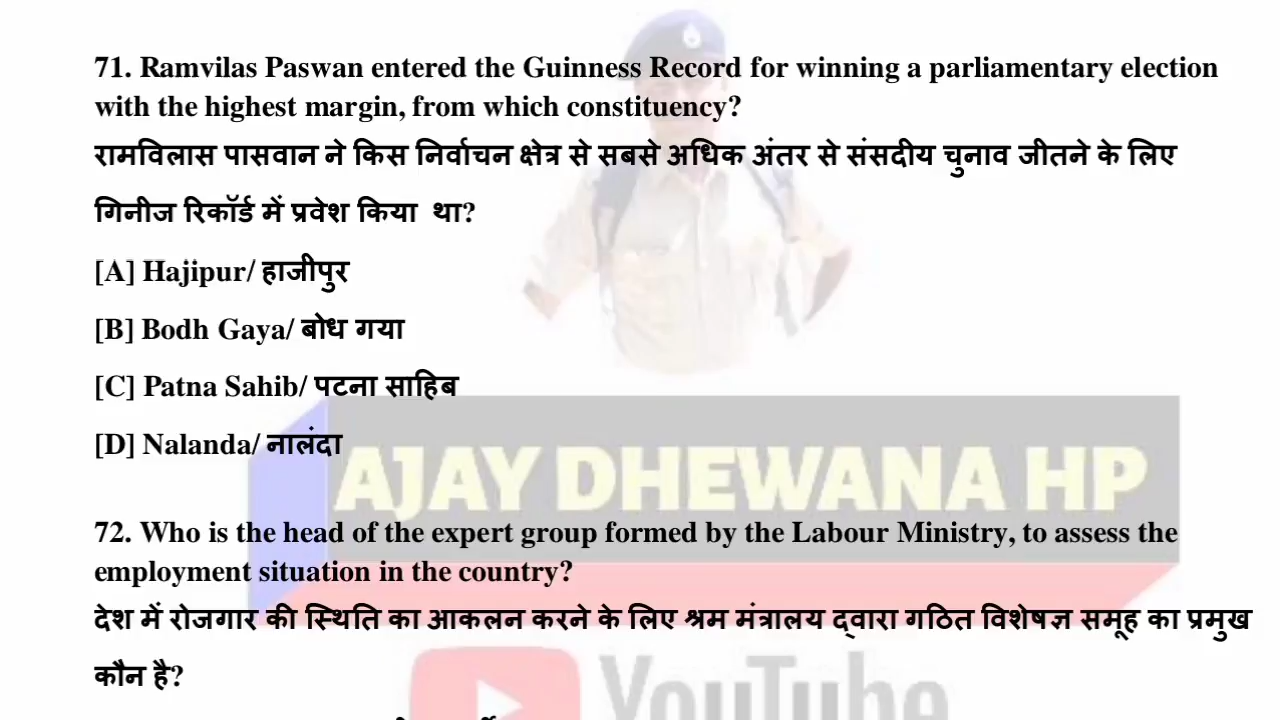 71. Ramvilas Paswan entered the Guinness Record for winning a parliamentary election
with the highest margin, from which constituency?
रामविलास पासवान ने किस निर्वाचन क्षेत्र से सबसे अधिक अंतर से संसदीय चुनाव जीतने के लिए
गिनीज रिकॉर्ड में प्रवेश किया था?
[A] Hajipur/ हाजीपुर
[B] Bodh Gaya/ बोध गया
[C] Patna Sahib/ पटना साहिब
[D] Nalanda/ नालंदा
AJAY DHEWANA HP
72. Who is the head of the expert group formed by the Labour Ministry, to assess the
employment situation in the country?
देश में रोजगार की स्थिति का आकलन करने के लिए श्रम मंत्रालय द्वारा गठित विशेषज्ञ समूह का प्रमुख
कौन है?
YouTube